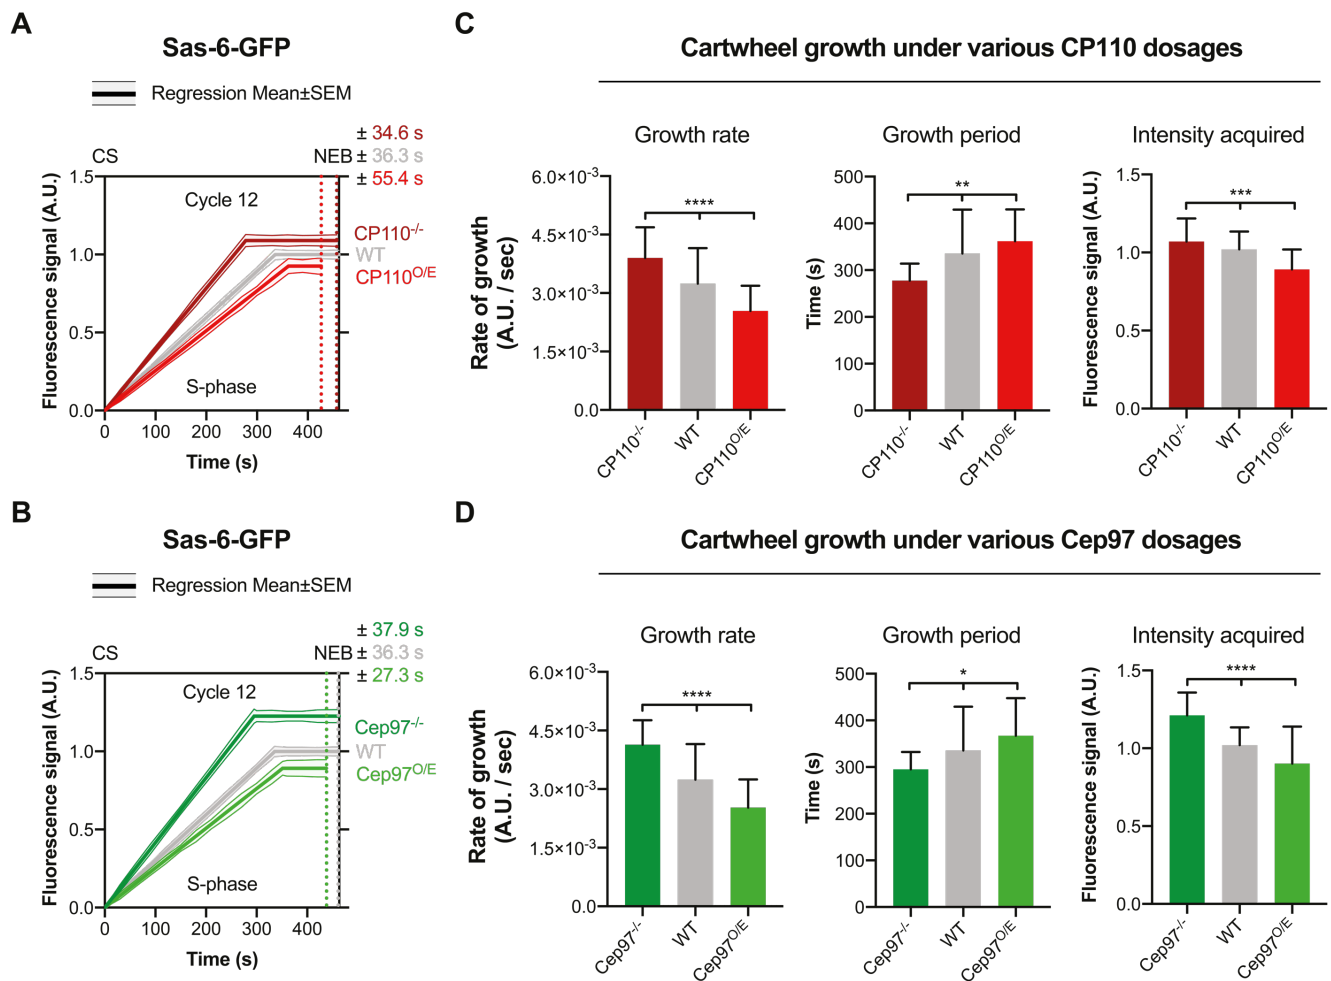 A
Sas-6-GFP
Regression Mean±SEM
± 34.6 s
± 36.3 s
± 55.4 s
CS
NEB
1.5
1.0
0.5
0.0
Fluorescence signal (A.U.)
Cycle 12
S-phase
CP110-/-
WT
CP110O/E
0 100 200 300 400
Time (s)
C
Cartwheel growth under various CP110 dosages
Growth rate
6.0×10-3
4.5×10-3
3.0×10-3
1.5×10-3
0.0
Rate of growth
(A.U. / sec)
****
CP110-/-
WT
CP110O/E
Growth period
500
400
300
200
100
0
Time (s)
**
CP110-/-
WT
CP110O/E
Intensity acquired
1.5
1.0
0.5
0.0
Fluorescence signal (A.U.)
***
CP110-/-
WT
CP110O/E
B
Sas-6-GFP
Regression Mean±SEM
± 37.9 s
± 36.3 s
± 27.3 s
CS
NEB
1.5
1.0
0.5
0.0
Fluorescence signal (A.U.)
Cycle 12
S-phase
Cep97-/-
WT
Cep97O/E
0 100 200 300 400
Time (s)
D
Cartwheel growth under various Cep97 dosages
Growth rate
6.0×10-3
4.5×10-3
3.0×10-3
1.5×10-3
0.0
Rate of growth
(A.U. / sec)
****
Cep97-/-
WT
Cep97O/E
Growth period
500
400
300
200
100
0
Time (s)
*
Cep97-/-
WT
Cep97O/E
Intensity acquired
1.5
1.0
0.5
0.0
Fluorescence signal (A.U.)
****
Cep97-/-
WT
Cep97O/E